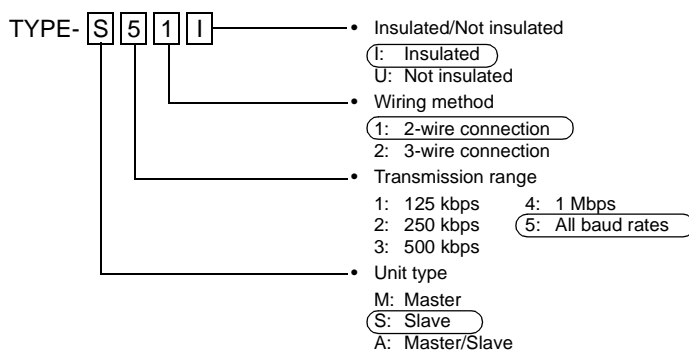 TYPE- S 5 1 I
• Insulated/Not insulated
I: Insulated
U: Not insulated
• Wiring method
1: 2-wire connection
2: 3-wire connection
• Transmission range
1: 125 kbps 4: 1 Mbps
2: 250 kbps 5: All baud rates
3: 500 kbps
• Unit type
M: Master
S: Slave
A: Master/Slave